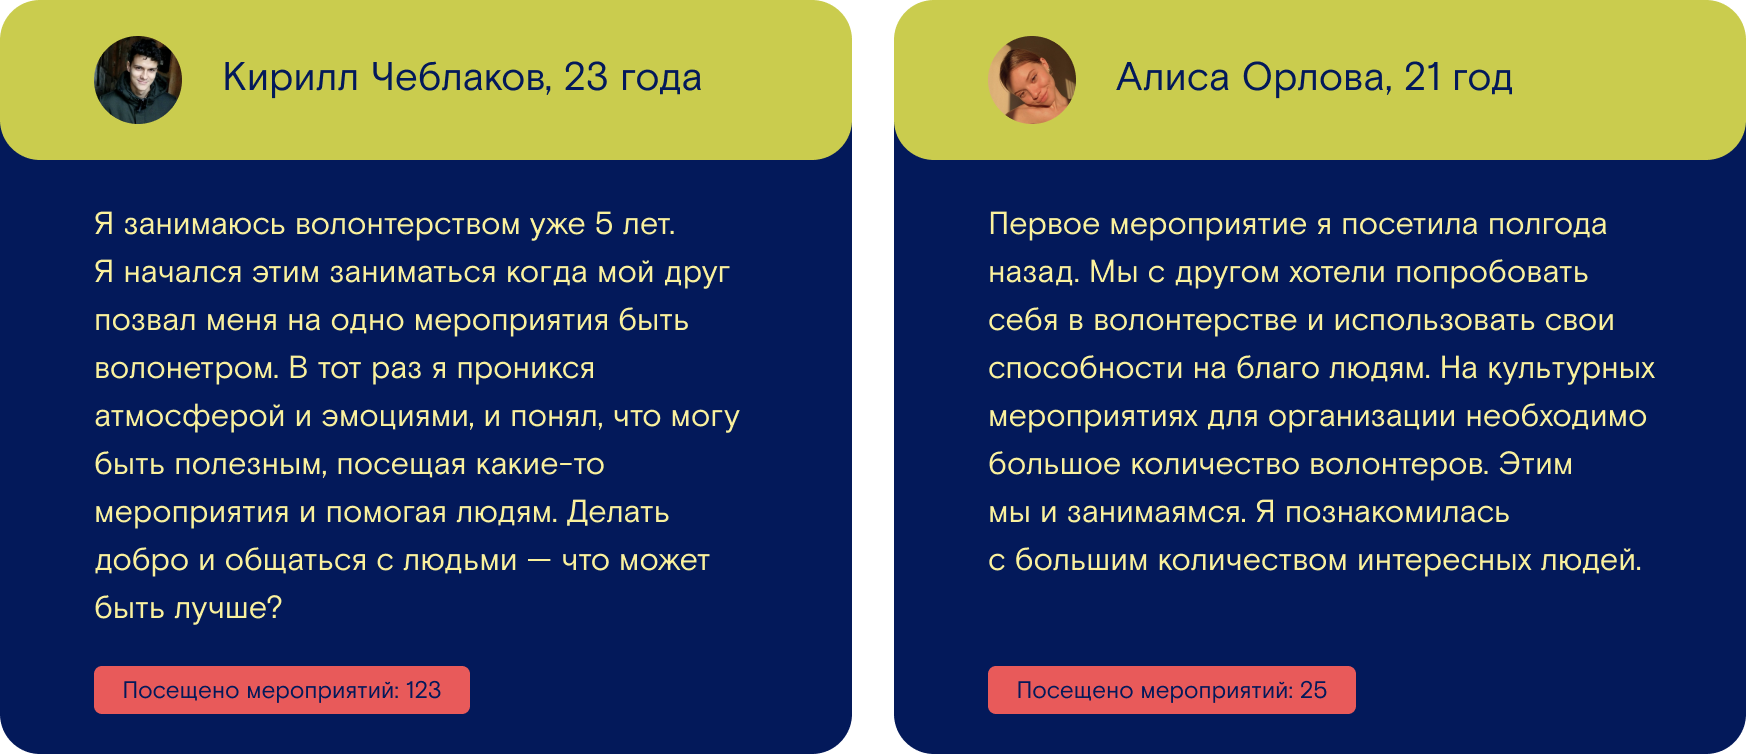 Кирилл Чеблаков, 23 года
Я занимаюсь волонтерством уже 5 лет.
Я начался этим заниматься когда мой друг
позвал меня на одно мероприятия быть
волонетром. В тот раз я проникся
атмосферой и эмоциями, и понял, что могу
быть полезным, посещая какие-то
мероприятия и помогая людям. Делать
добро и общаться с людьми — что может
быть лучше?
Посещено мероприятий: 123
Алиса Орлова, 21 год
Первое мероприятие я посетила полгода
назад. Мы с другом хотели попробовать
себя в волонтерстве и использовать свои
способности на благо людям. На культурных
мероприятиях для организации необходимо
большое количество волонтеров. Этим
мы и занимаямся. Я познакомилась
с большим количеством интересных людей.
Посещено мероприятий: 25